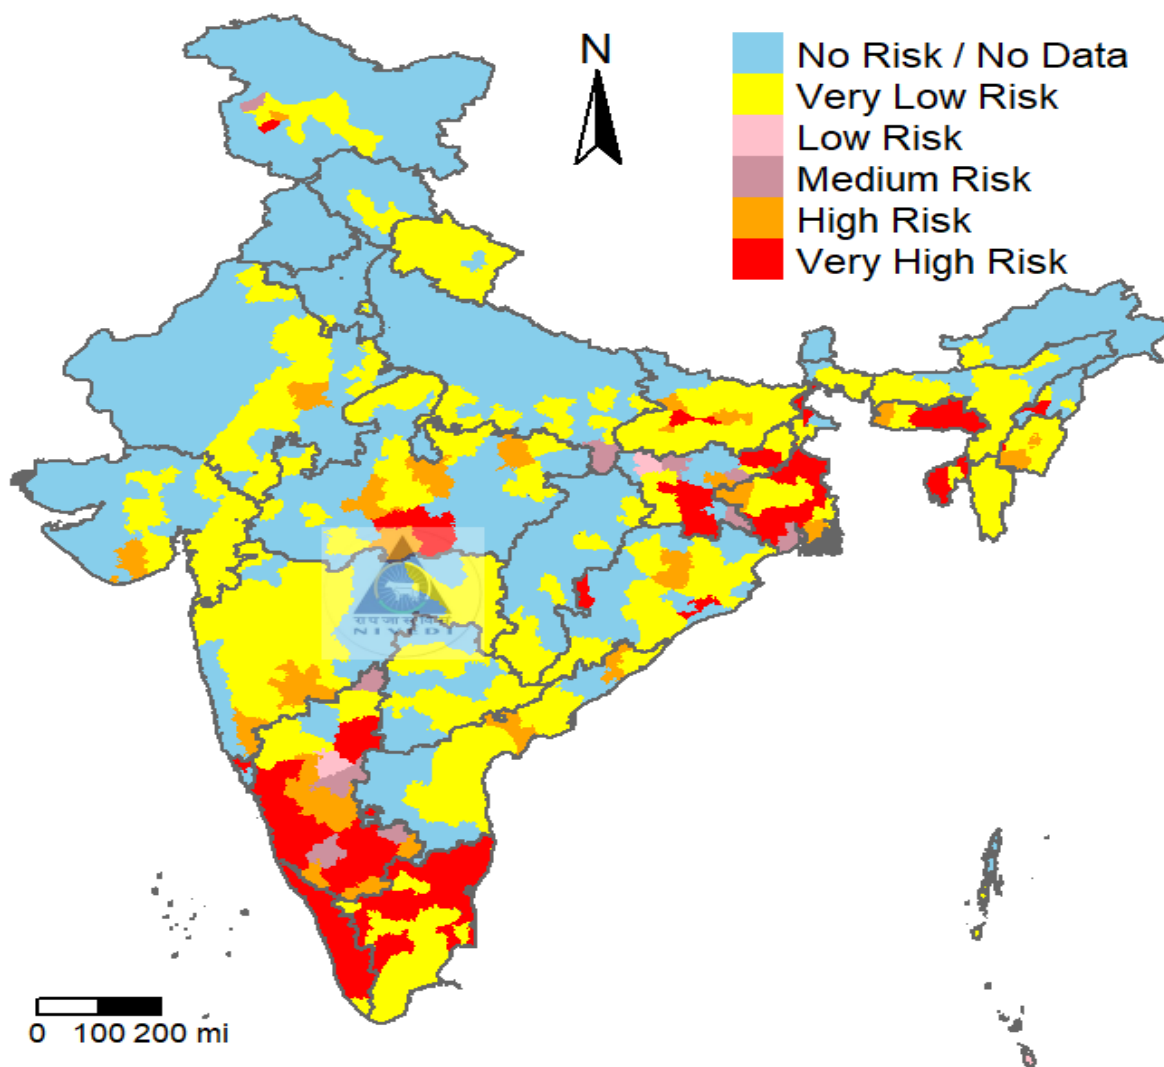 N
No Risk / No Data
Very Low Risk
Low Risk
Medium Risk
High Risk
Very High Risk
NIVEDI
0 100 200 mi